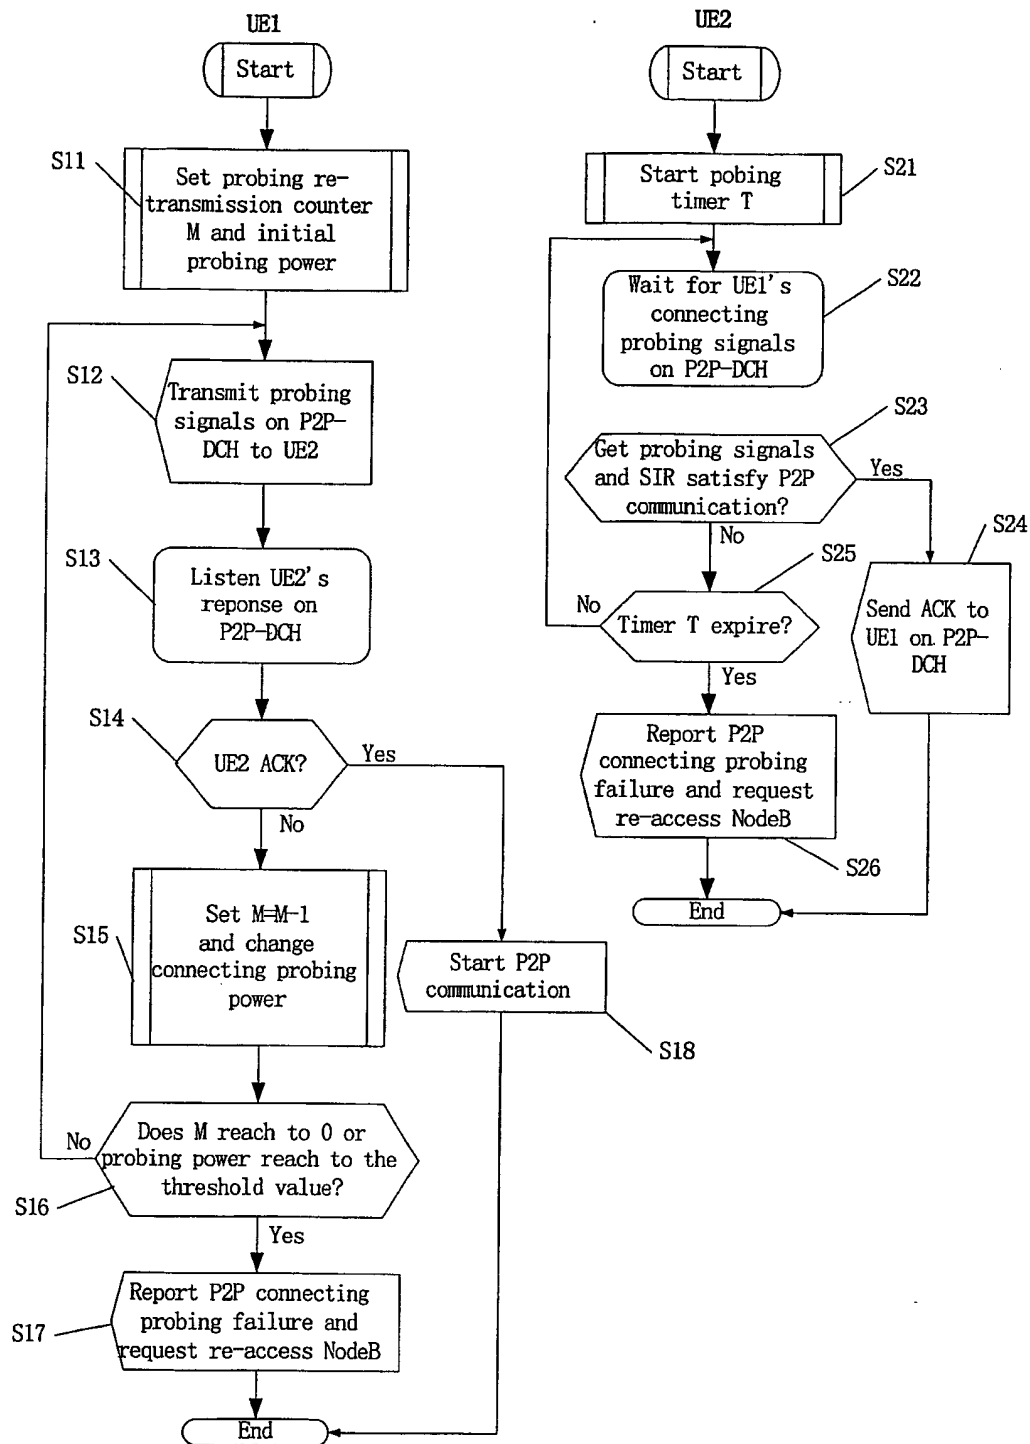 UE1
Start
S11
Set probing re-
transmission counter
M and initial
probing power
S12
Transmit probing
signals on P2P-
DCH to UE2
S13
Listen UE2's
reponse on
P2P-DCH
S14
UE2 ACK?
Yes
No
S15
Set M=M-1
and change
connecting probing
power
Start P2P
communication
S18
No
Does M reach to 0 or
probing power reach to the
threshold value?
S16
Yes
Report P2P connecting
probing failure and
request re-access NodeB
S17
End
UE2
Start
Start pobing
timer T
S21
Wait for UE1's
connecting
probing signals
on P2P-DCH
S22
S23
Get probing signals
and SIR satisfy P2P
communication?
Yes
No
S24
S25
No
Timer T expire?
Send ACK to
UE1 on P2P-
DCH
Yes
Report P2P
connecting probing
failure and request
re-access NodeB
S26
End